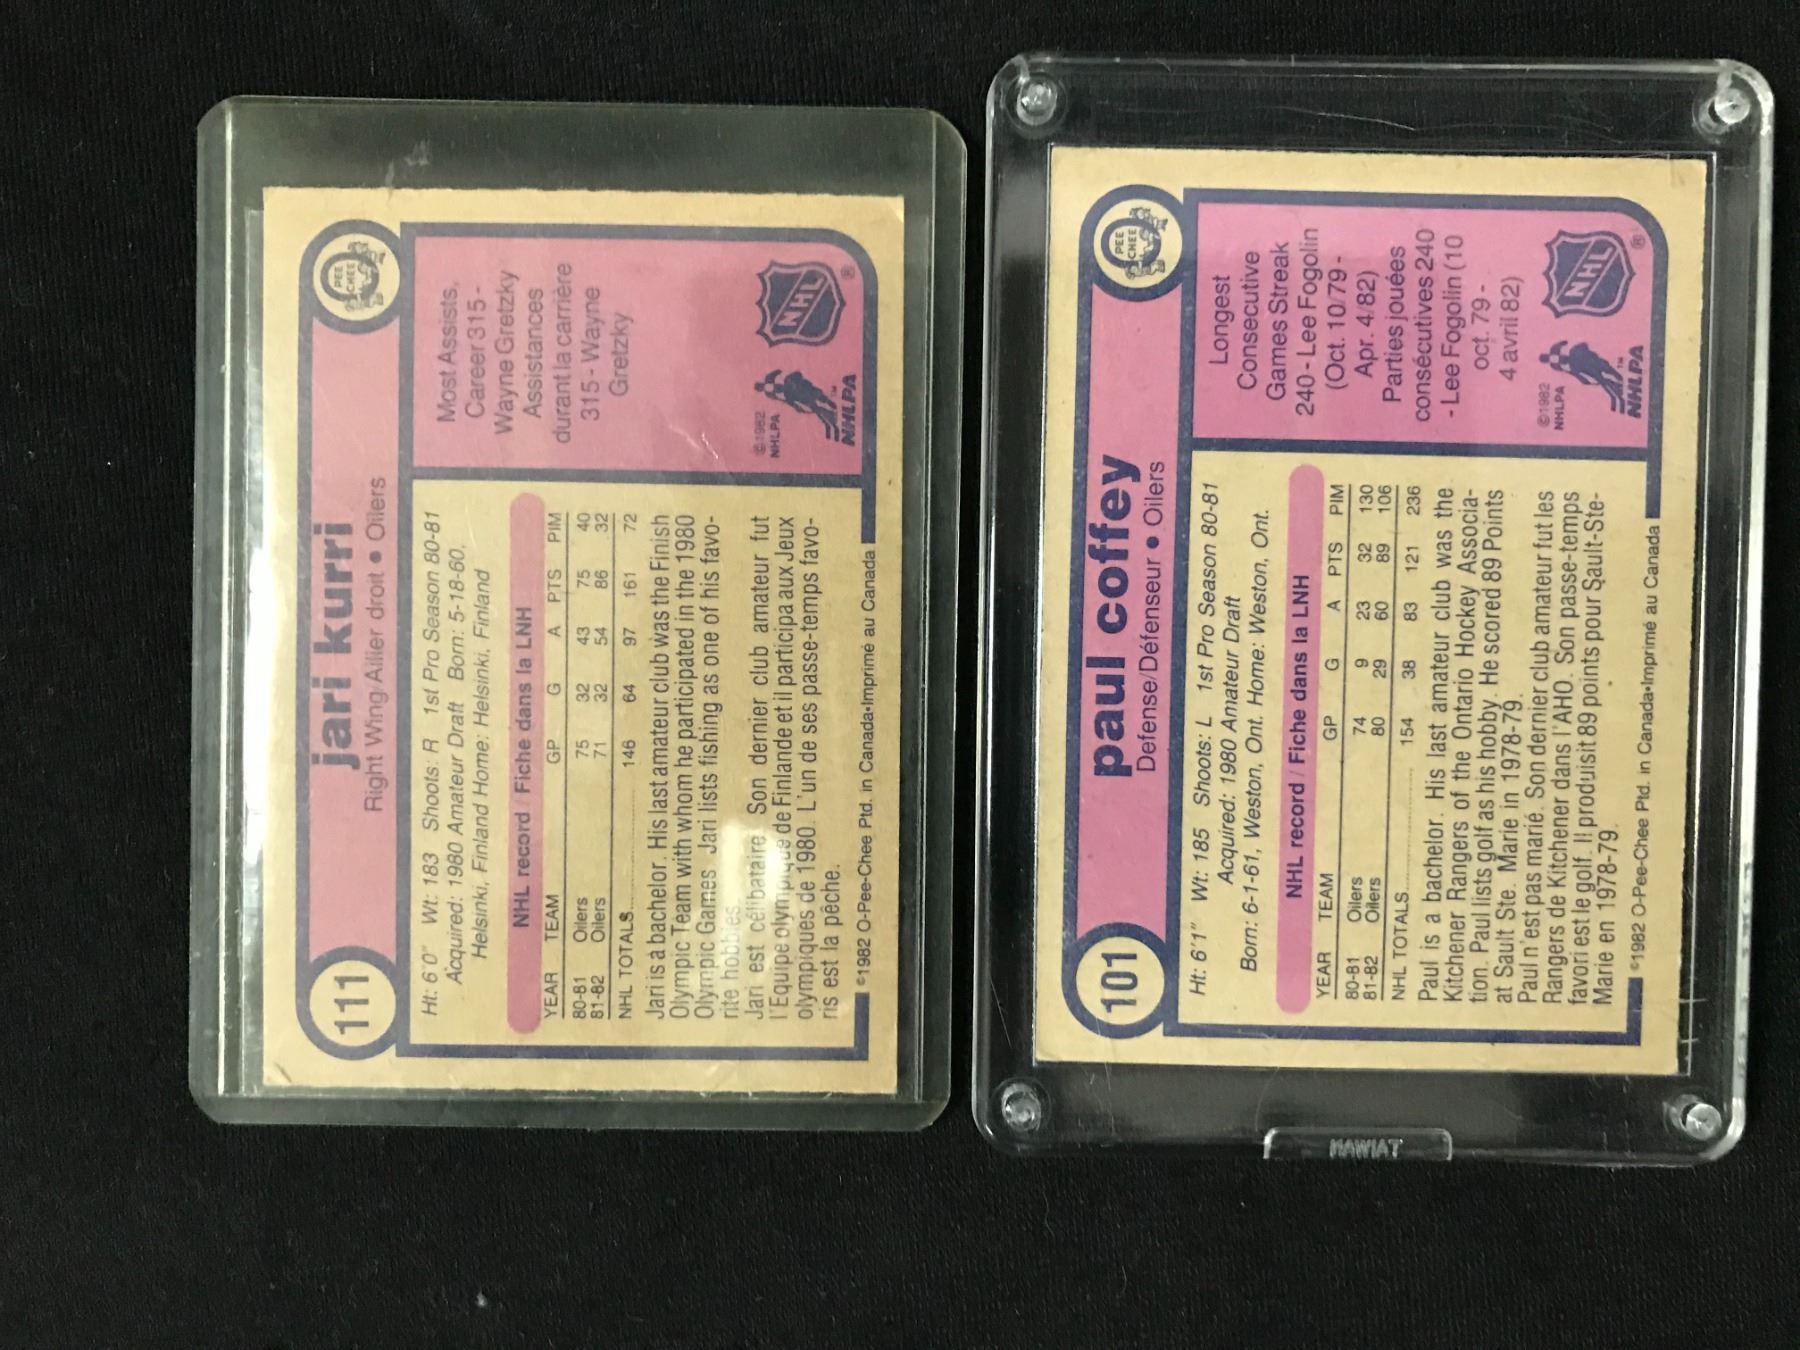 111
jari kurri
Right Wing/Ailier droit • Oilers
O
PEE
CHEE
Ht: 6'0" Wt: 183 Shoots: R 1st Pro Season 80-81
Acquired: 1980 Amateur Draft Born: 5-18-60,
Helsinki, Finland Home: Helsinki, Finland
NHL record / Fiche dans la LNH
YEAR TEAM GP G A PTS PIM
80-81 Oilers 75 32 43 75 40
81-82 Oilers 71 32 54 86 32
NHL TOTALS 146 64 97 161 72
Jari is a bachelor. His last amateur club was the Finish
Olympic Team with whom he participated in the 1980
Olympic Games. Jari lists fishing as one of his favo-
rite hobbies.
Jari est célibataire. Son dernier club amateur fut
l'Equipe olympique de Finlande et il participa aux Jeux
olympiques de 1980. L'un de ses passe-temps favo-
ris est la pêche.
Most Assists,
Career 315 -
Wayne Gretzky
Assistances
durant la carrière
315 - Wayne
Gretzky
©1982
NHLPA
NHLPA
™
NHL
®
©1982 O-Pee-Chee Ptd. in Canada•Imprimé au Canada
101
paul coffey
Defense/Défenseur • Oilers
O
PEE
CHEE
Ht: 6'1" Wt: 185 Shoots: L 1st Pro Season 80-81
Acquired: 1980 Amateur Draft
Born: 6-1-61, Weston, Ont. Home: Weston, Ont.
NHL record / Fiche dans la LNH
YEAR TEAM GP G A PTS PIM
80-81 Oilers 74 9 23 32 130
81-82 Oilers 80 29 60 89 106
NHL TOTALS 154 38 83 121 236
Paul is a bachelor. His last amateur club was the
Kitchener Rangers of the Ontario Hockey Associa-
tion. Paul lists golf as his hobby. He scored 89 Points
at Sault Ste. Marie in 1978-79.
Paul n'est pas marié. Son dernier club amateur fut les
Rangers de Kitchener dans l'AHO. Son passe-temps
favori est le golf. Il produisit 89 points pour Sault-Ste-
Marie en 1978-79.
Longest
Consecutive
Games Streak
240 - Lee Fogolin
(Oct. 10/79 -
Apr. 4/82)
Parties jouées
consécutives 240
- Lee Fogolin (10
oct. 79 -
4 avril 82)
©1982
NHLPA
NHLPA
™
NHL
®
©1982 O-Pee-Chee Ptd. in Canada•Imprimé au Canada